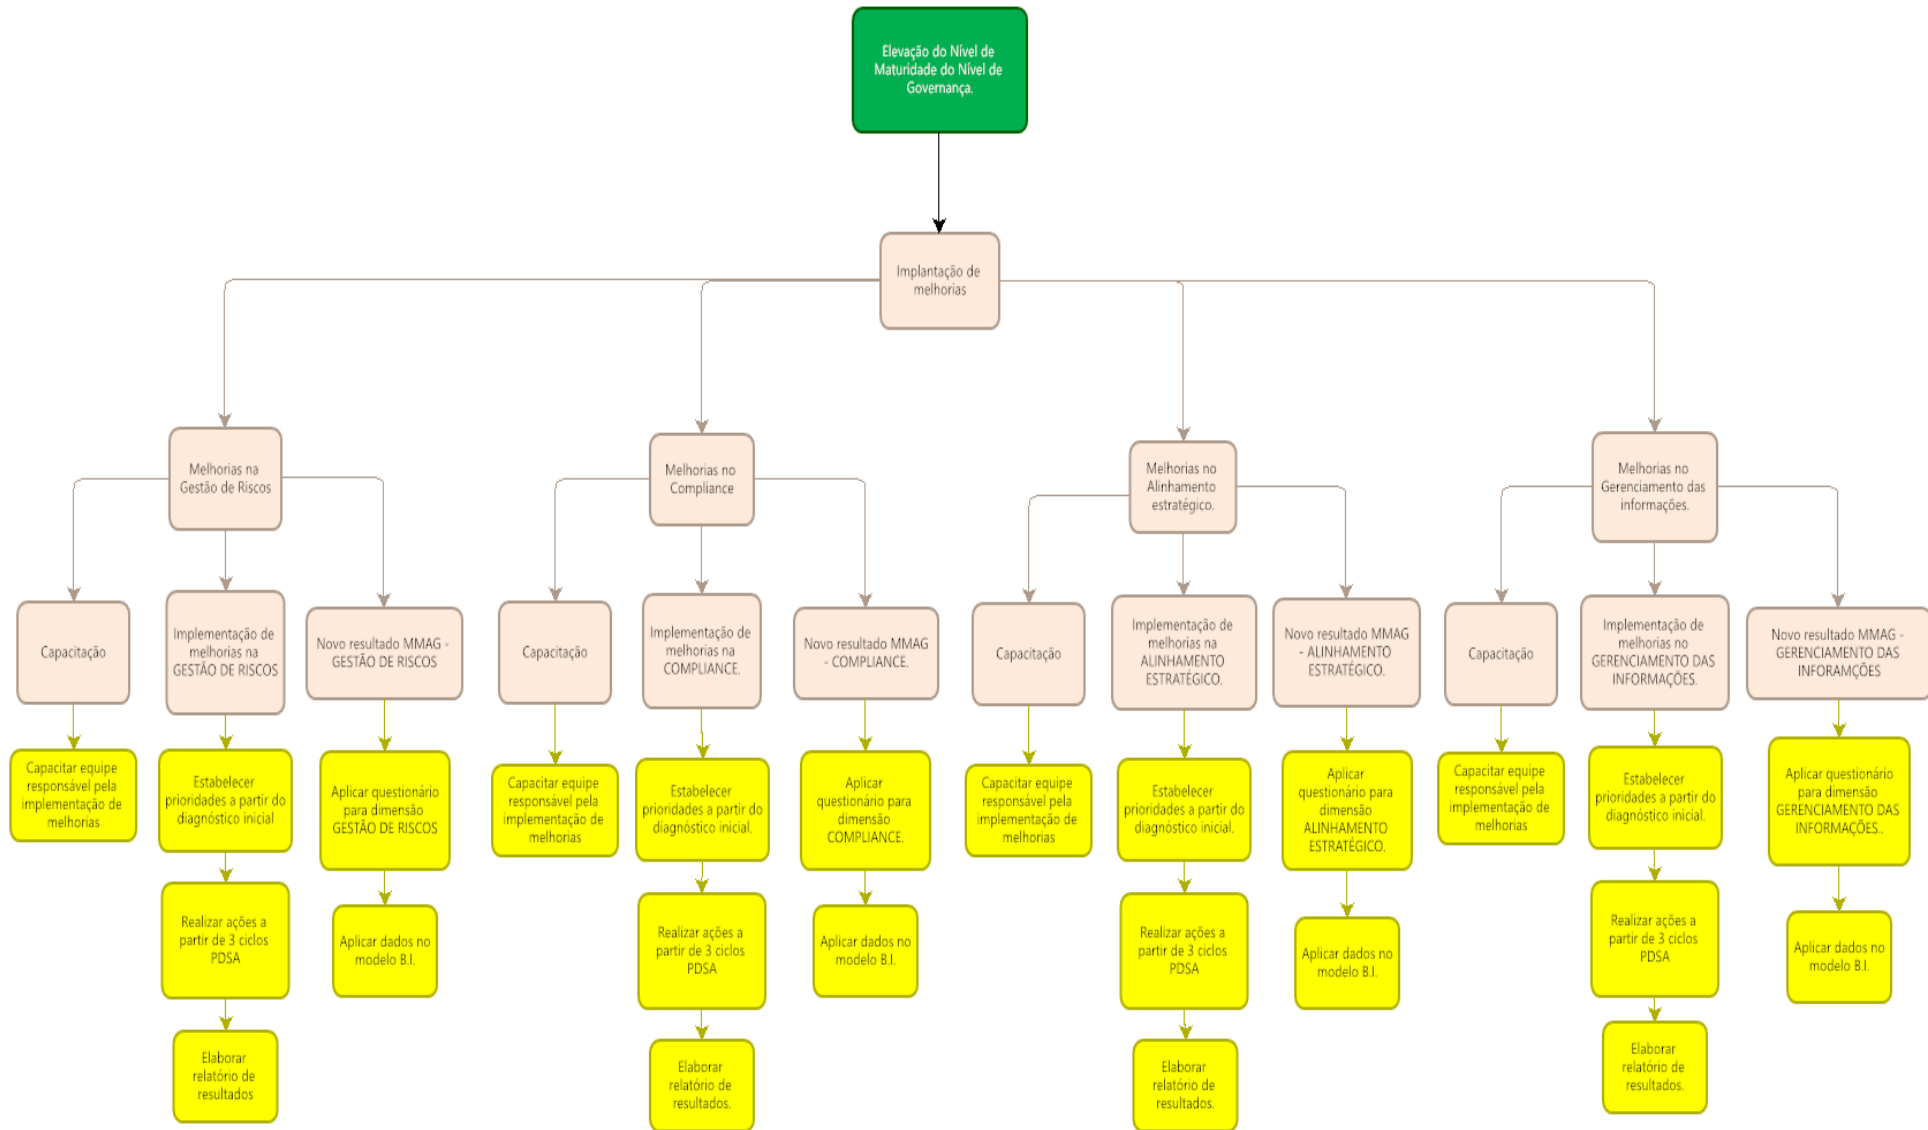 Elevação do Nível de
Maturidade do Nível de
Governança.
Implantação de
melhorias
Melhorias na
Gestão de Riscos
Melhorias no
Compliance
Melhorias no
Alinhamento
estratégico.
Melhorias no
Gerenciamento das
informações.
Capacitação
Implementação de
melhorias na
GESTÃO DE RISCOS
Novo resultado MMAG -
GESTÃO DE RISCOS
Capacitação
Implementação de
melhorias na
COMPLIANCE.
Novo resultado MMAG
- COMPLIANCE.
Capacitação
Implementação de
melhorias na
ALINHAMENTO
ESTRATÉGICO.
Novo resultado MMAG
- ALINHAMENTO
ESTRATÉGICO.
Capacitação
Implementação de
melhorias no
GERENCIAMENTO DAS
INFORMAÇÕES.
Novo resultado MMAG -
GERENCIAMENTO DAS
INFORAMÇÕES
Capacitar equipe
responsável pela
implementação de
melhorias
Estabelecer
prioridades a partir do
diagnóstico inicial
Aplicar questionário
para dimensão
GESTÃO DE RISCOS
Capacitar equipe
responsável pela
implementação de
melhorias
Estabelecer
prioridades a partir do
diagnóstico inicial.
Aplicar
questionário para
dimensão
COMPLIANCE.
Capacitar equipe
responsável pela
implementação de
melhorias
Estabelecer
prioridades a partir do
diagnóstico inicial.
Aplicar
questionário para
dimensão
ALINHAMENTO
ESTRATÉGICO.
Capacitar equipe
responsável pela
implementação de
melhorias
Estabelecer
prioridades a partir do
diagnóstico inicial.
Aplicar questionário
para dimensão
GERENCIAMENTO DAS
INFORMAÇÕES..
Realizar ações a
partir de 3 ciclos
PDSA
Aplicar dados no
modelo B.I.
Realizar ações a
partir de 3 ciclos
PDSA
Aplicar dados no
modelo B.I.
Realizar ações a
partir de 3 ciclos
PDSA
Aplicar dados no
modelo B.I.
Realizar ações a
partir de 3 ciclos
PDSA
Aplicar dados no
modelo B.I.
Elaborar
relatório de
resultados
Elaborar
relatório de
resultados.
Elaborar
relatório de
resultados.
Elaborar
relatório de
resultados.